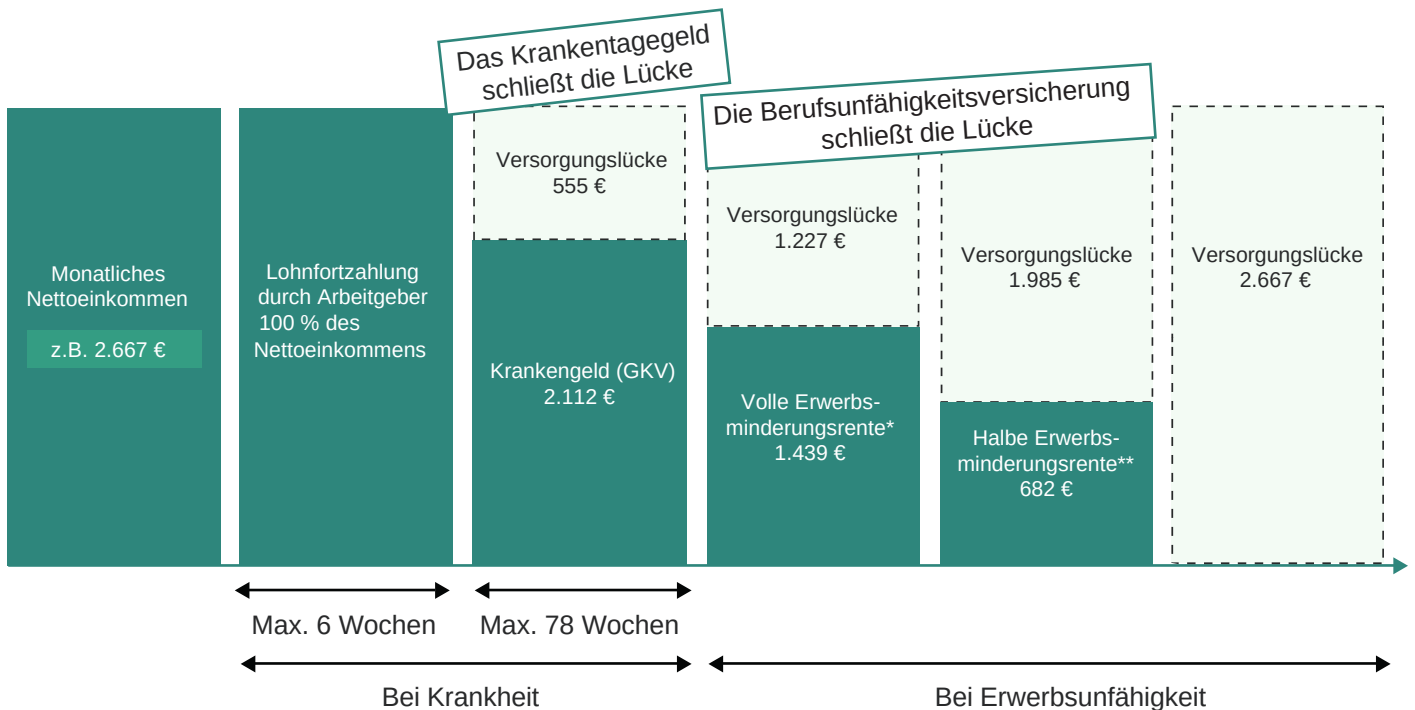 Das Krankentagegeld
schließt die Lücke
Die Berufsunfähigkeitsversicherung
schließt die Lücke
Monatliches
Nettoeinkommen
z.B. 2.667 €
Lohnfortzahlung
durch Arbeitgeber
100 % des
Nettoeinkommens
Versorgungslücke
555 €
Krankengeld (GKV)
2.112 €
Versorgungslücke
1.227 €
Volle Erwerbs-
minderungsrente*
1.439 €
Versorgungslücke
1.985 €
Halbe Erwerbs-
minderungsrente**
682 €
Versorgungslücke
2.667 €
Max. 6 Wochen
Max. 78 Wochen
Bei Krankheit
Bei Erwerbsunfähigkeit